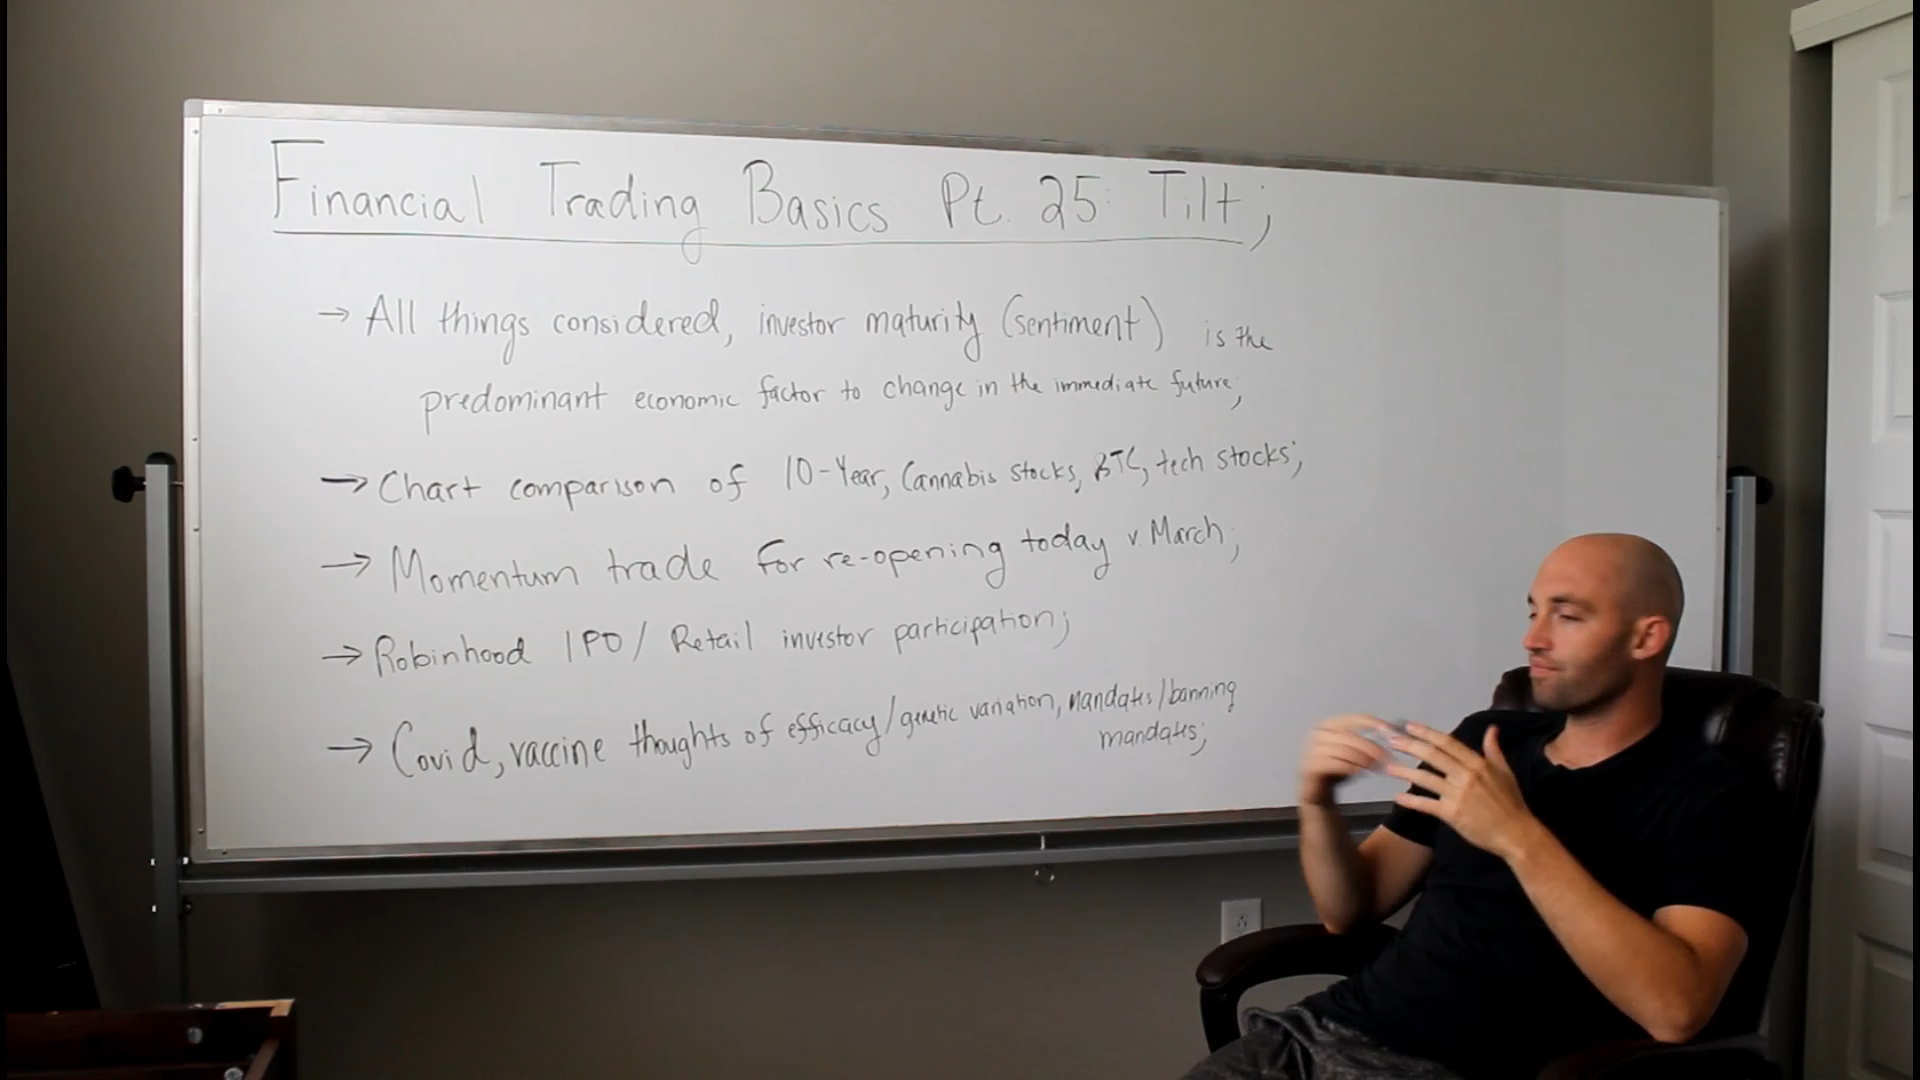 Financial Trading Basics Pt. 25: Tilt;
→ All things considered, investor maturity (sentiment) is the
predominant economic factor to change in the immediate future;
→ Chart comparison of 10-Year, Cannabis stocks, BTC, tech stocks;
→ Momentum trade for re-opening today v March;
→ Robinhood IPO/ Retail investor participation;
→ Covid, vaccine thoughts of efficacy/genetic variation, mandates/banning
mandates;